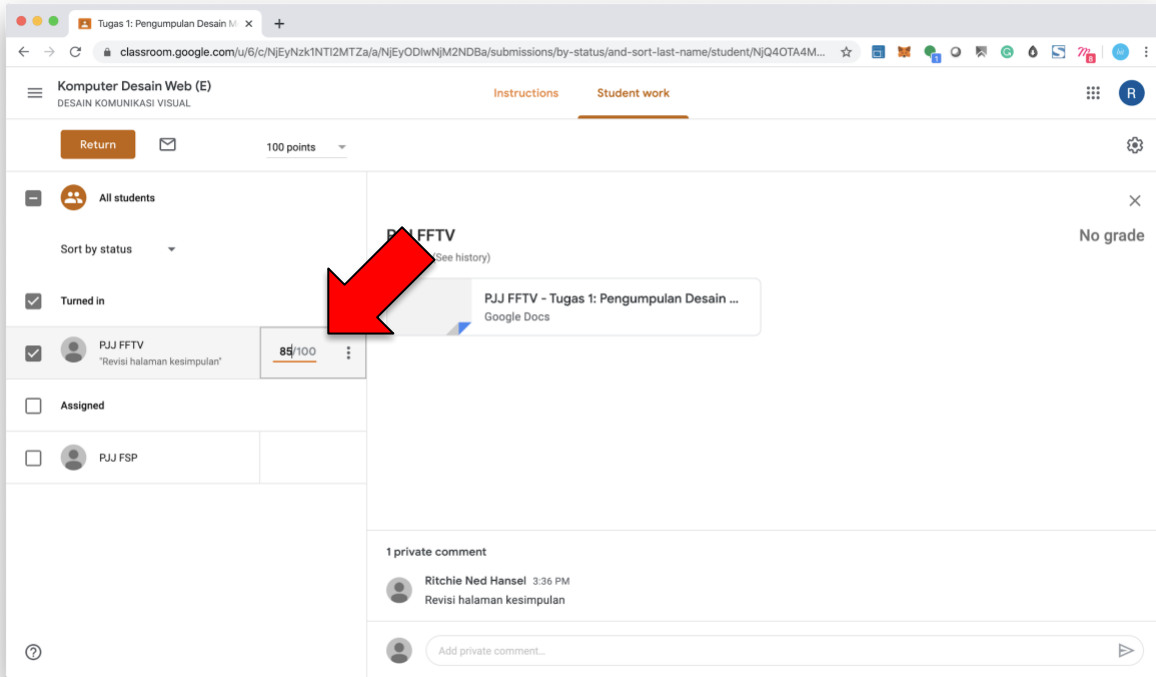 Tugas 1: Pengumpulan Desain M
classroom.google.com/u/6/c/NjEyNzk1NTI2MTZa/a/NjEyODIwNjM2NDBa/submissions/by-status/and-sort-last-name/student/NjQ4OTA4M...
Komputer Desain Web (E)
DESAIN KOMUNIKASI VISUAL
Instructions
Student work
R
Return
100 points
All students
Sort by status
Turned in
PJJ FFTV
"Revisi halaman kesimpulan"
85/100
Assigned
PJJ FSP
FFTV
No grade
(See history)
PJJ FFTV - Tugas 1: Pengumpulan Desain ...
Google Docs
1 private comment
Ritchie Ned Hansel 3:36 PM
Revisi halaman kesimpulan
Add private comment...